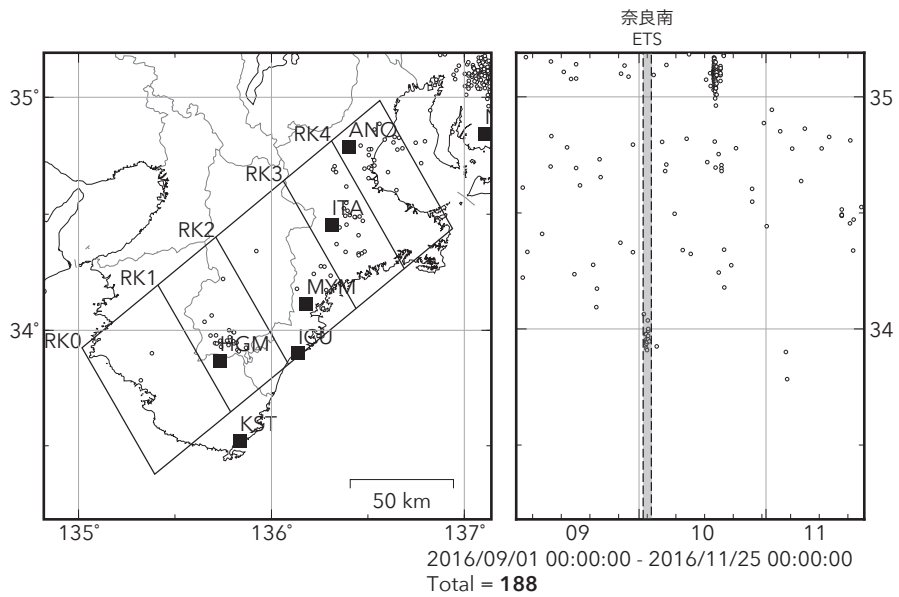 奈良南
ETS
35°
34°
135°
136°
137°
RK4
ANO
RK3
ITA
RK2
RK1
MYM
RK0
HGM
ICU
KST
50 km
35
34
09
10
11
2016/09/01 00:00:00 - 2016/11/25 00:00:00
Total = 188